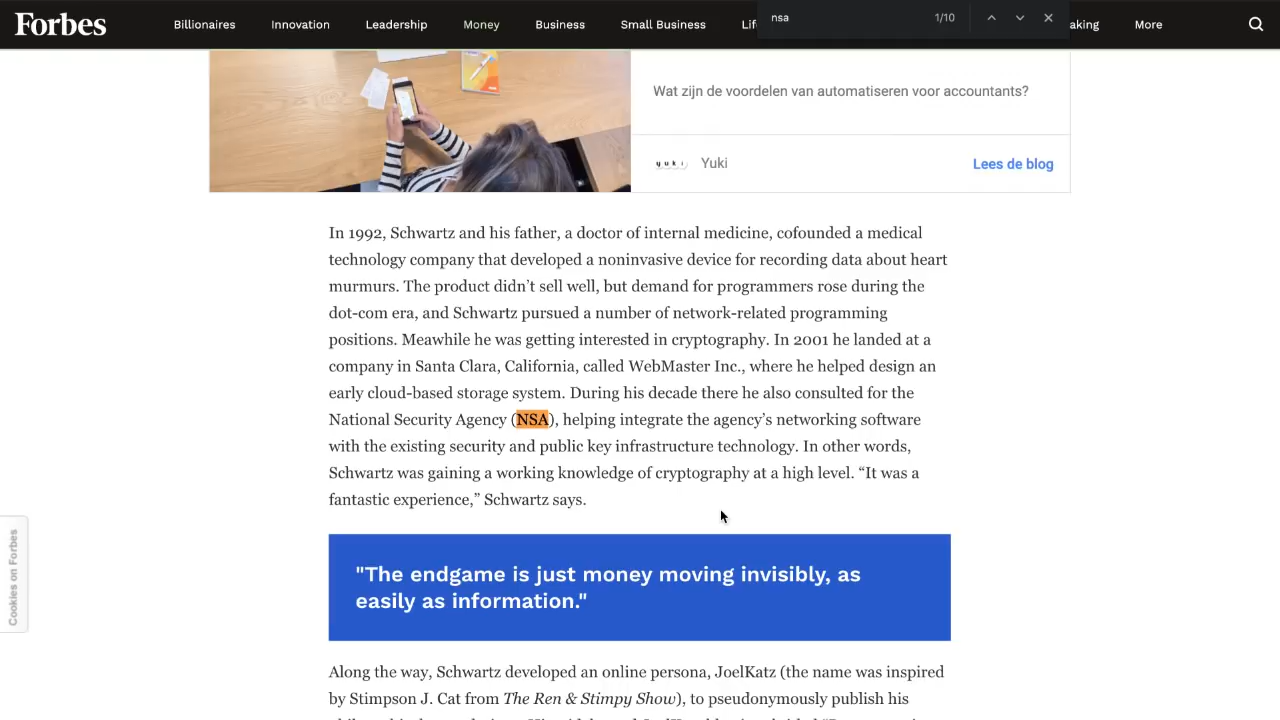 Forbes
Billionaires Innovation Leadership Money Business Small Business nsa 1/10 More
Wat zijn de voordelen van automatiseren voor accountants?
yuki Yuki Lees de blog
In 1992, Schwartz and his father, a doctor of internal medicine, cofounded a medical
technology company that developed a noninvasive device for recording data about heart
murmurs. The product didn’t sell well, but demand for programmers rose during the
dot-com era, and Schwartz pursued a number of network-related programming
positions. Meawhile he was getting interested in cryptography. In 2001 he landed at a
company in Santa Clara, California, called WebMaster Inc., where he helped design an
early cloud-based storage system. During his decade there he also consulted for the
National Security Agency (NSA), helping integrate the agency’s networking software
with the existing security and public key infrastructure technology. In other words,
Schwartz was gaining a working knowledge of cryptography at a high level. “It was a
fantastic experience,” Schwartz says.
"The endgame is just money moving invisibly, as
easily as information."
Cookies on Forbes
Along the way, Schwartz developed an online persona, JoelKatz (the name was inspired
by Stimpson J. Cat from The Ren & Stimpy Show), to pseudonymously publish his